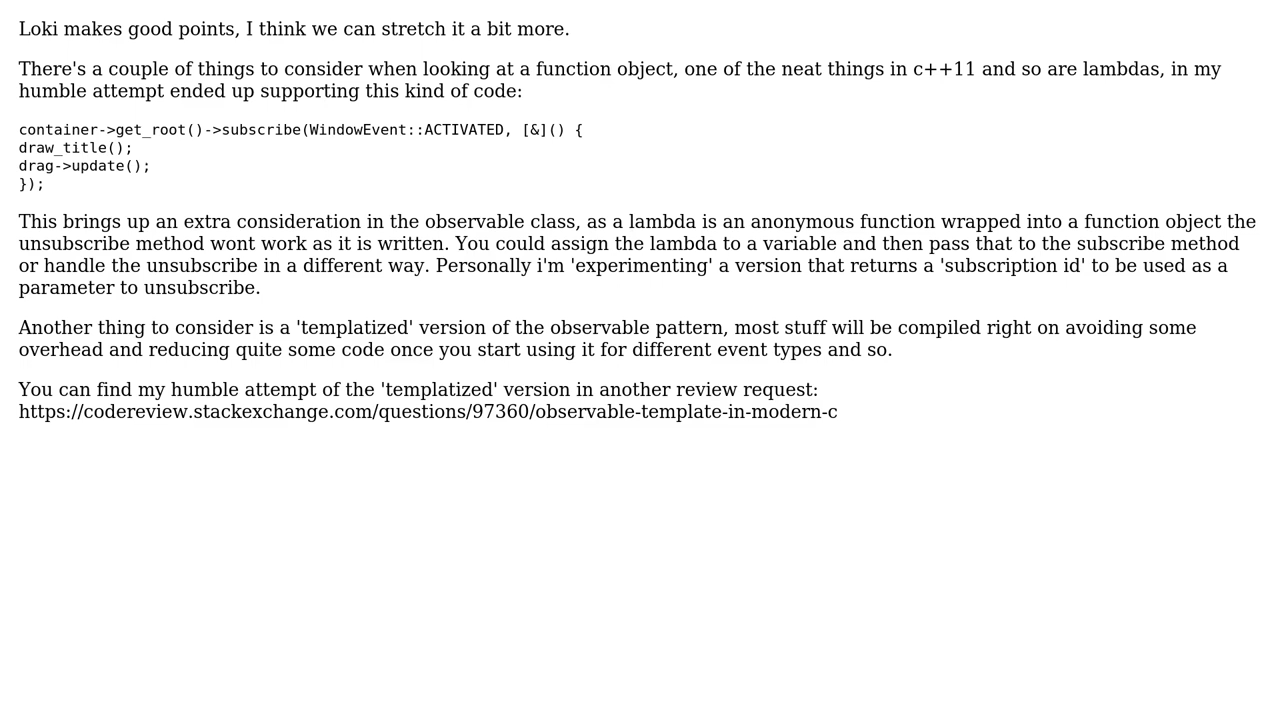 Loki makes good points, I think we can stretch it a bit more.
There's a couple of things to consider when looking at a function object, one of the neat things in c++11 and so are lambdas, in my
humble attempt ended up supporting this kind of code:
container->get_root()->subscribe(WindowEvent::ACTIVATED, [&]() {
draw_title();
drag->update();
});
This brings up an extra consideration in the observable class, as a lambda is an anonymous function wrapped into a function object the
unsubscribe method wont work as it is written. You could assign the lambda to a variable and then pass that to the subscribe method
or handle the unsubscribe in a different way. Personally i'm 'experimenting' a version that returns a 'subscription id' to be used as a
parameter to unsubscribe.
Another thing to consider is a 'templatized' version of the observable pattern, most stuff will be compiled right on avoiding some
overhead and reducing quite some code once you start using it for different event types and so.
You can find my humble attempt of the 'templatized' version in another review request:
https://codereview.stackexchange.com/questions/97360/observable-template-in-modern-c